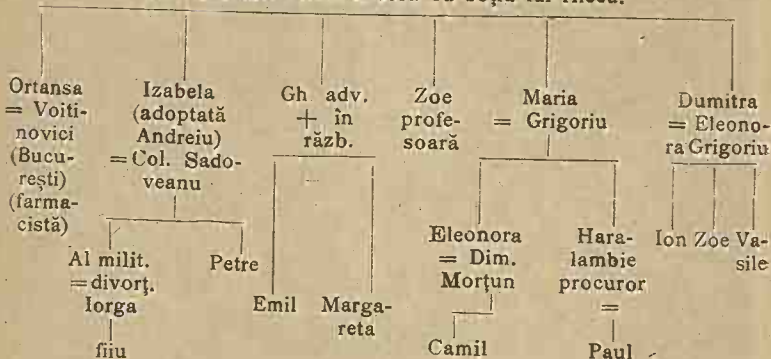 Ortansa
= Voiti-
novici
(Bucu-
rești)
(farma-
cistă)
Izabela
(adoptată
Andreiu)
= Col. Sado-
veanu
Gh adv.
+ în
răzb.
Zoe
profe-
soară
Maria
= Grigoriu
Dumitra
= Eleono-
ra Grigoriu
Al milit.
= divorț.
Iorga
Petre
Emil
Marga-
reta
Eleonora
= Dim.
Morțun
Hara-
lambie
procuror
=
Ion Zoe Va-
sile
fiiu
Camil
Paul